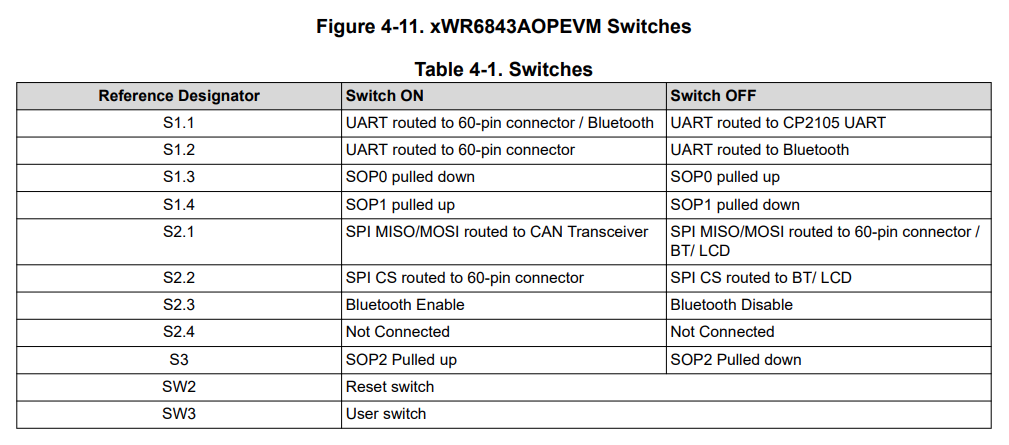 Figure 4-11. xWR6843AOPEVM Switches
Table 4-1. Switches
Reference Designator Switch ON Switch OFF
S1.1 UART routed to 60-pin connector / Bluetooth UART routed to CP2105 UART
S1.2 UART routed to 60-pin connector UART routed to Bluetooth
S1.3 SOP0 pulled down SOP0 pulled up
S1.4 SOP1 pulled up SOP1 pulled down
S2.1 SPI MISO/MOSI routed to CAN Transceiver SPI MISO/MOSI routed to 60-pin connector /
BT/ LCD
S2.2 SPI CS routed to 60-pin connector SPI CS routed to BT/ LCD
S2.3 Bluetooth Enable Bluetooth Disable
S2.4 Not Connected Not Connected
S3 SOP2 Pulled up SOP2 Pulled down
SW2 Reset switch
SW3 User switch